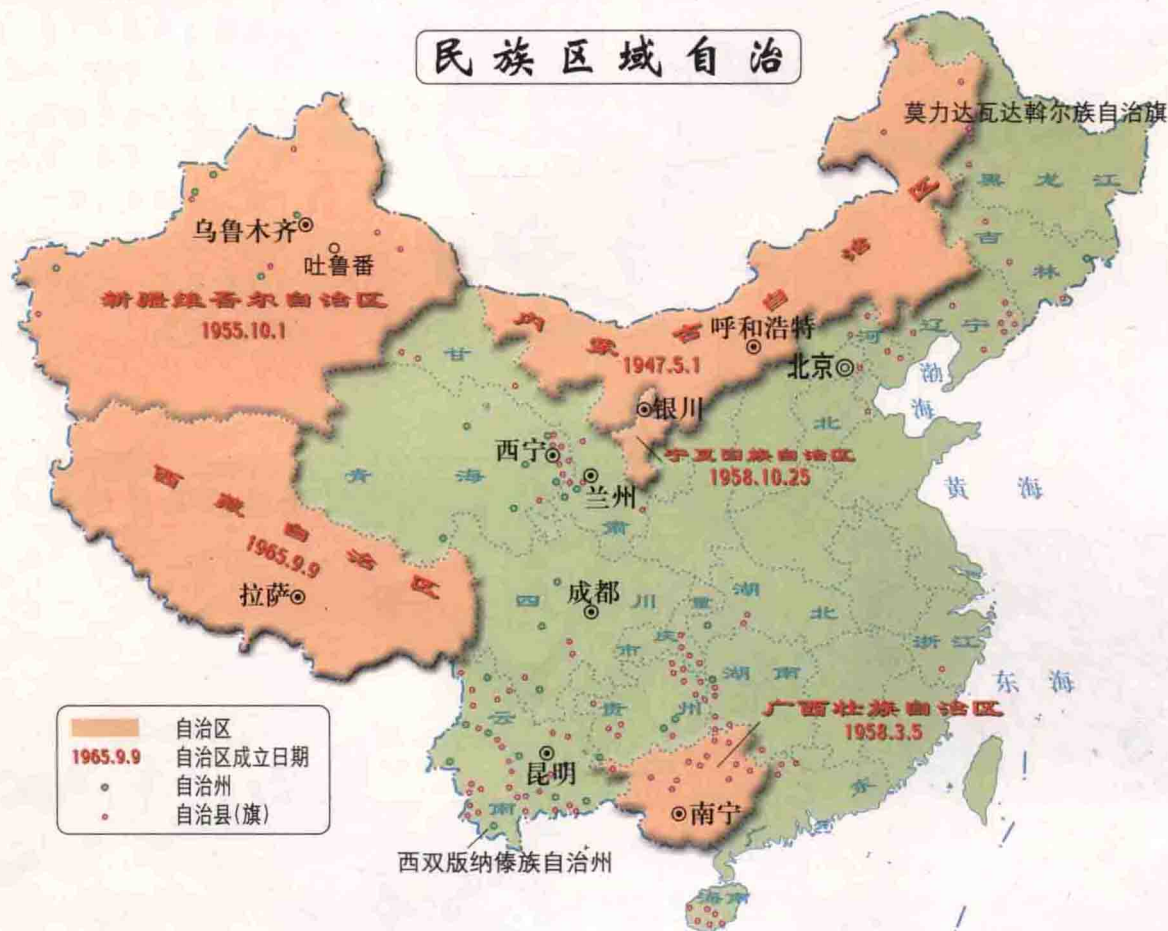 民族区域自治
莫力达瓦达斡尔族自治旗
黑龙江
吉林
辽宁
内蒙古自治区
1947.5.1
呼和浩特
北京
河北
渤海
乌鲁木齐
吐鲁番
新疆维吾尔自治区
1955.10.1
甘肃
银川
宁夏回族自治区
1958.10.25
西宁
青海
兰州
黄海
西藏自治区
1965.9.9
拉萨
四川
成都
重庆市
湖北
浙江
湖南
东海
贵州
云南
昆明
广西壮族自治区
1958.3.5
南宁
广东
海南
西双版纳傣族自治州
自治区
1965.9.9 自治区成立日期
自治州
自治县(旗)